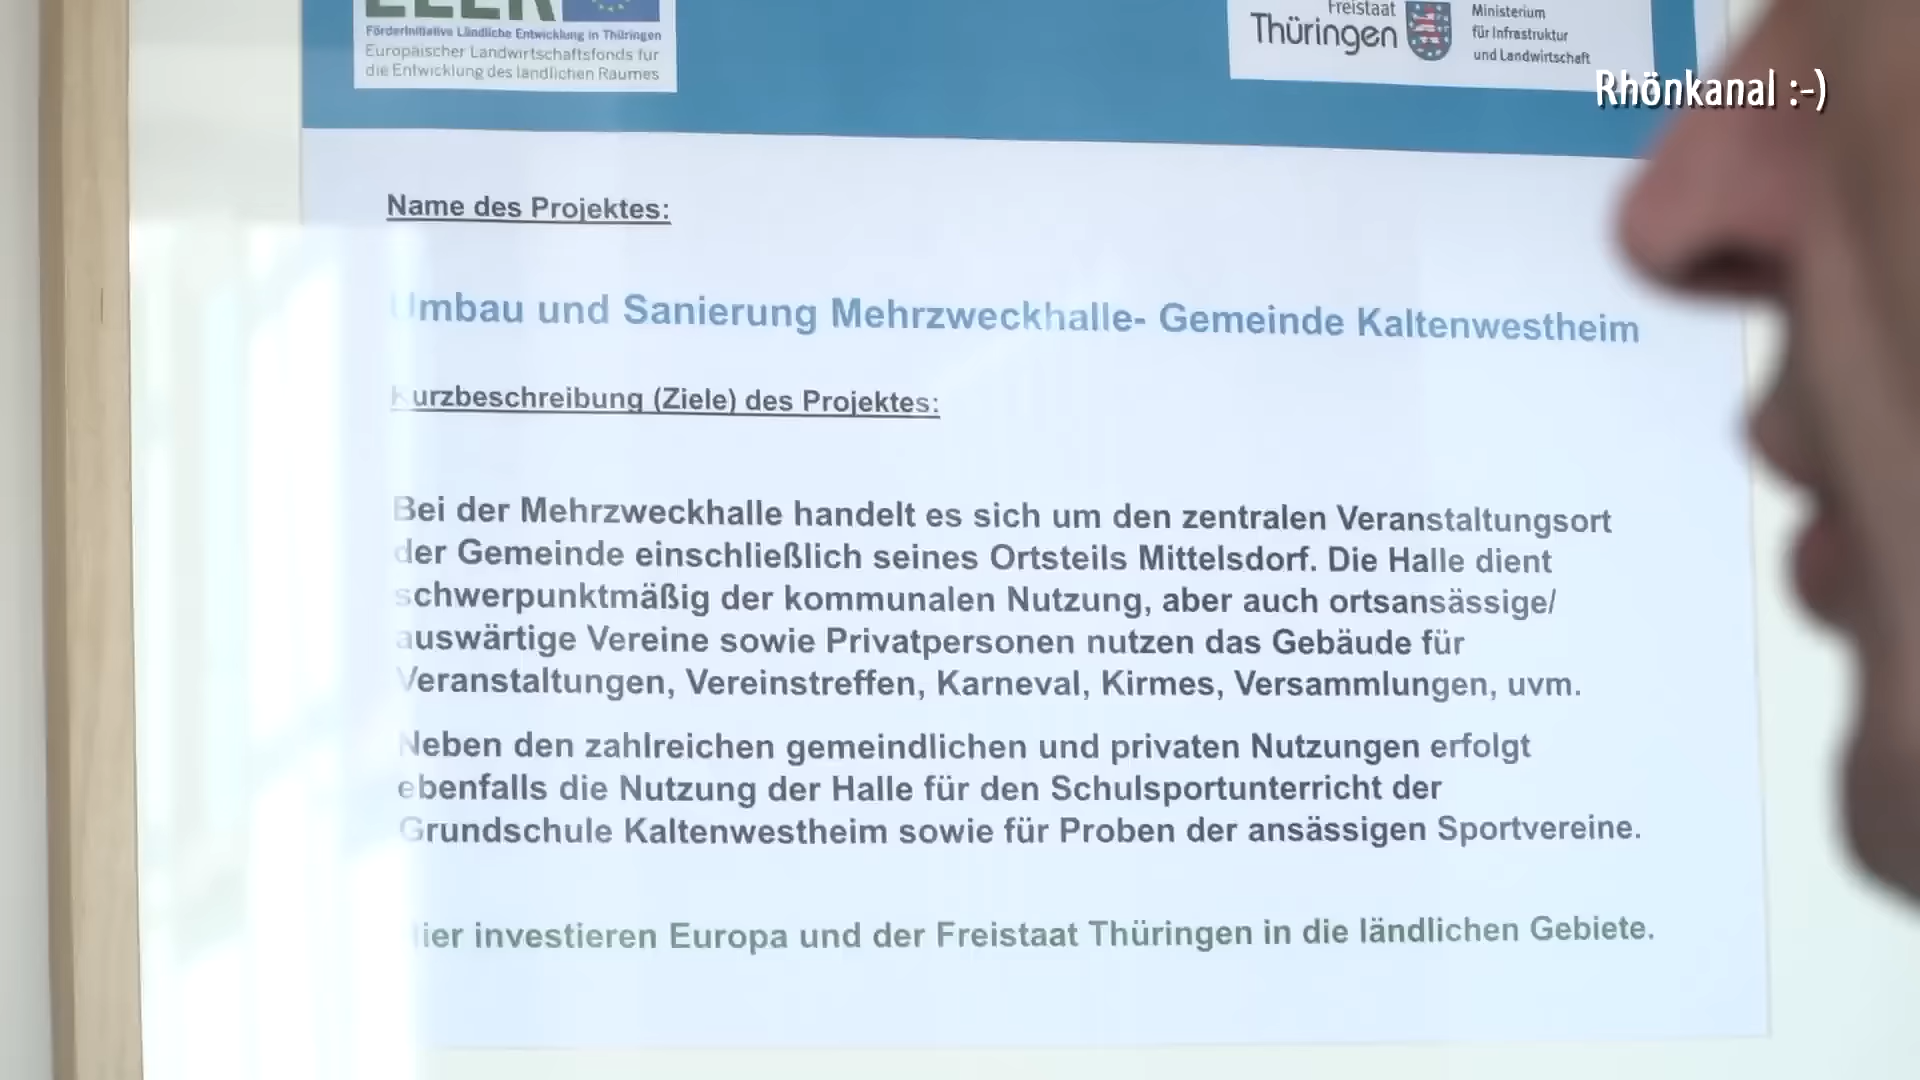 Förderinitiative Ländliche Entwicklung in Thüringen
Europäischer Landwirtschaftsfonds für
die Entwicklung des ländlichen Raumes
Freistaat
Thüringen
Ministerium
für Infrastruktur
und Landwirtschaft
Rhönkanal :-)
Name des Projektes:
Umbau und Sanierung Mehrzweckhalle- Gemeinde Kaltenwestheim
Kurzbeschreibung (Ziele) des Projektes:
Bei der Mehrzweckhalle handelt es sich um den zentralen Veranstaltungsort
der Gemeinde einschließlich seines Ortsteils Mittelsdorf. Die Halle dient
schwerpunktmäßig der kommunalen Nutzung, aber auch ortsansässige/
auswärtige Vereine sowie Privatpersonen nutzen das Gebäude für
Veranstaltungen, Vereinstreffen, Karneval, Kirmes, Versammlungen, uvm.
Neben den zahlreichen gemeindlichen und privaten Nutzungen erfolgt
ebenfalls die Nutzung der Halle für den Schulsportunterricht der
Grundschule Kaltenwestheim sowie für Proben der ansässigen Sportvereine.
Hier investieren Europa und der Freistaat Thüringen in die ländlichen Gebiete.